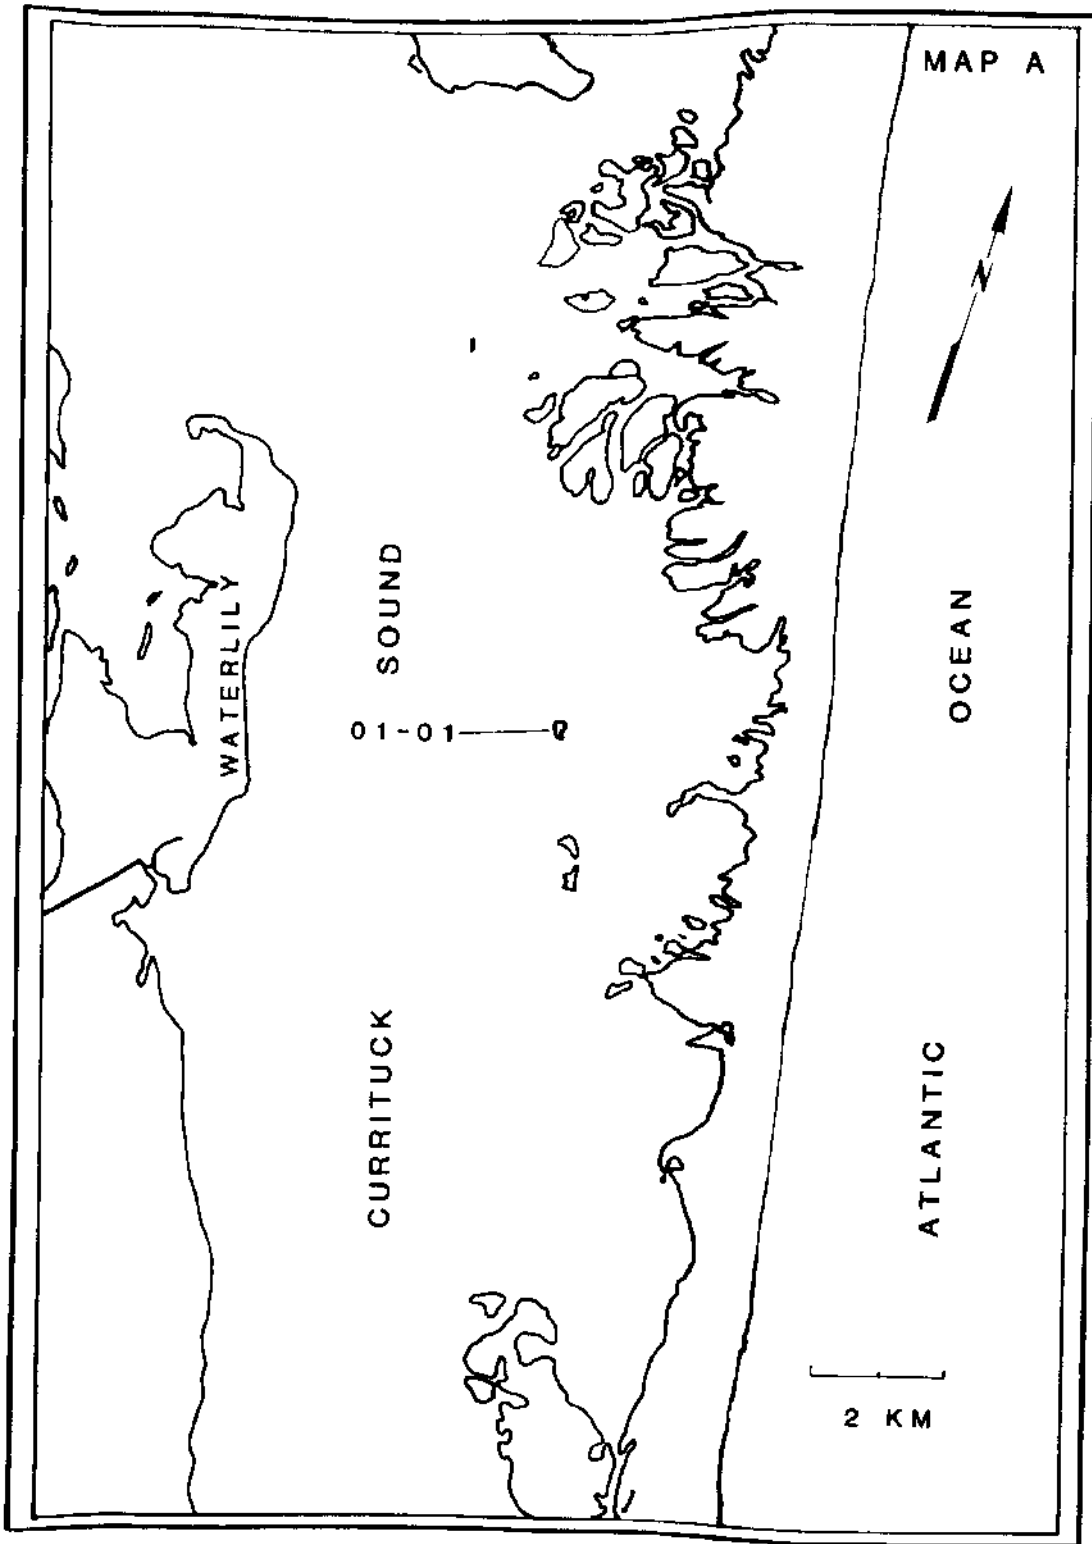 MAP A
N
WATERLILY
SOUND
01-01
OCEAN
CURRITUCK
ATLANTIC
2 KM